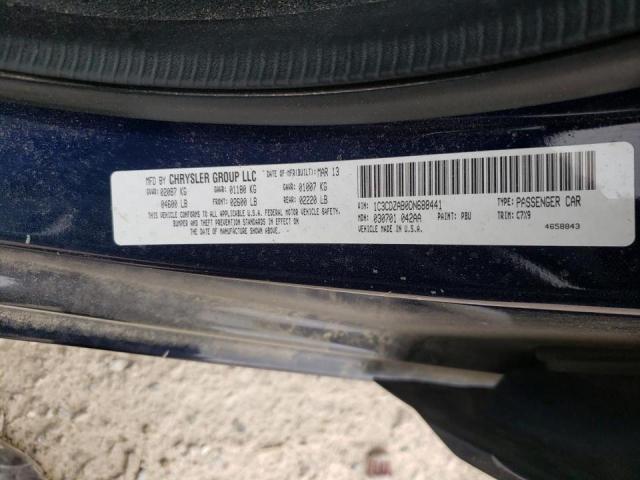 MFD BY CHRYSLER GROUP LLC DATE OF MFR(BUILT): MAR 13
GVWR: 02087 KG GAWR: 01180 KG GAWR: 01007 KG
04600 LB FRONT: 02600 LB REAR: 02220 LB
THIS VEHICLE CONFORMS TO ALL APPLICABLE U.S.A. FEDERAL MOTOR VEHICLE SAFETY,
BUMPER AND THEFT PREVENTION STANDARDS IN EFFECT ON
THE DATE OF MANUFACTURE SHOWN ABOVE.
VIN: 1C3CDZAB0DN688441 TYPE: PASSENGER CAR
MDH: 030701 042AA PAINT: PBU TRIM: C7X9
VEHICLE MADE IN U.S.A. 4658843